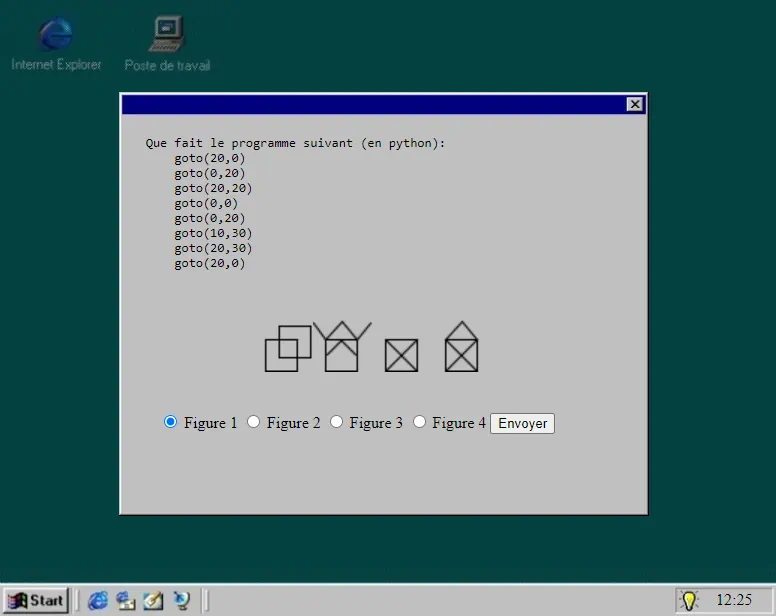 Internet Explorer
Poste de travail
Que fait le programme suivant (en python):
goto(20,0)
goto(0,20)
goto(20,20)
goto(0,0)
goto(0,20)
goto(10,30)
goto(20,30)
goto(20,0)
Figure 1 Figure 2 Figure 3 Figure 4 Envoyer
Start 12:25